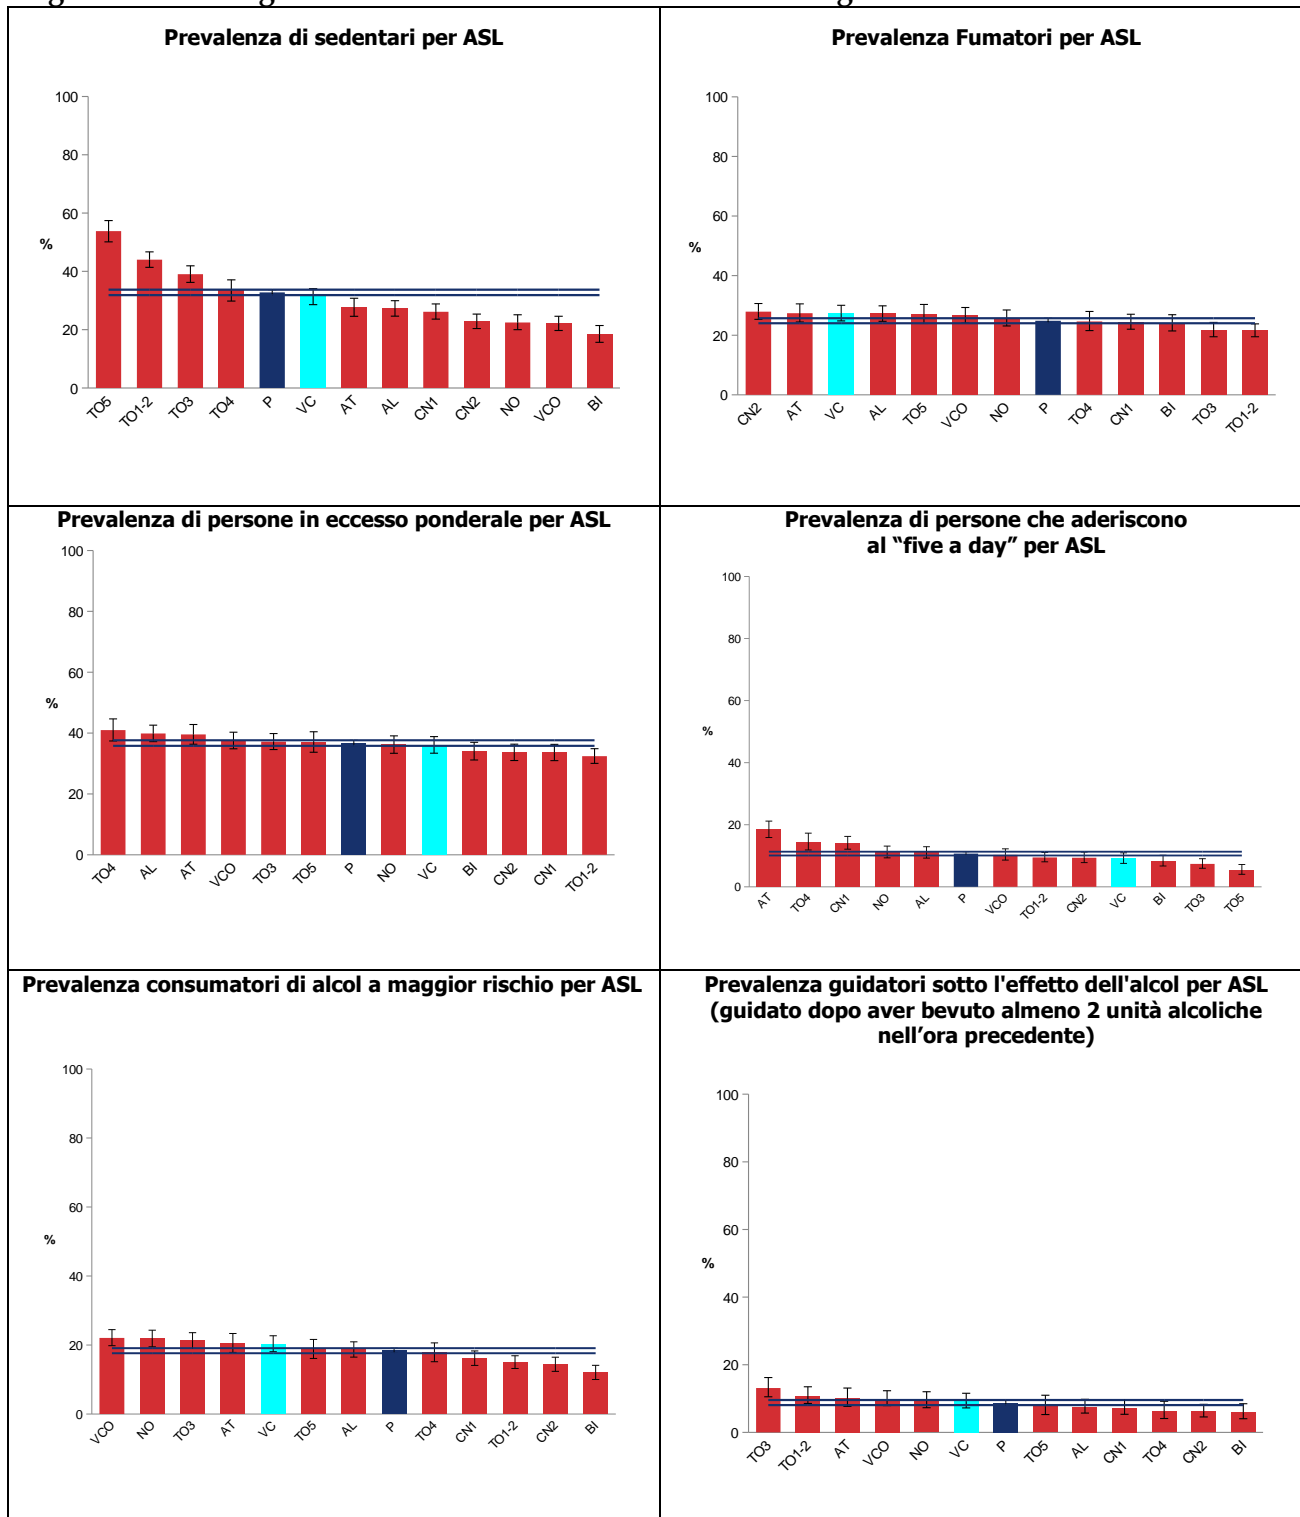 Prevalenza di sedentari per ASL
100
80
60
40
20
0
%
TO5 TO1-2 TO3 TO4 P VC AT AL CN1 CN2 NO VCO BI
Prevalenza Fumatori per ASL
100
80
60
40
20
0
%
CN2 AT VC AL TO5 VCO NO P TO4 CN1 BI TO3 TO1-2
Prevalenza di persone in eccesso ponderale per ASL
100
80
60
40
20
0
%
TO4 AL AT VCO TO3 TO5 P NO VC BI CN2 CN1 TO1-2
Prevalenza di persone che aderiscono
al “five a day” per ASL
100
80
60
40
20
0
%
AT TO4 CN1 NO AL P VCO TO1-2 CN2 VC BI TO3 TO5
Prevalenza consumatori di alcol a maggior rischio per ASL
100
80
60
40
20
0
%
VCO NO TO3 AT VC TO5 AL P TO4 CN1 TO1-2 CN2 BI
Prevalenza guidatori sotto l'effetto dell'alcol per ASL
(guidato dopo aver bevuto almeno 2 unità alcoliche
nell’ora precedente)
100
80
60
40
20
0
%
TO3 TO1-2 AT VCO NO VC P TO5 AL CN1 TO4 CN2 BI